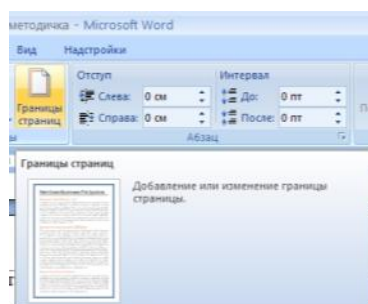 методичка - Microsoft Word
Вид Надстройки
Отступ Интервал
Границы страниц
Слева: 0 см До: 0 пт
Справа: 0 см После: 0 пт
Абзац
Границы страниц
Добавление или изменение границы
страницы.